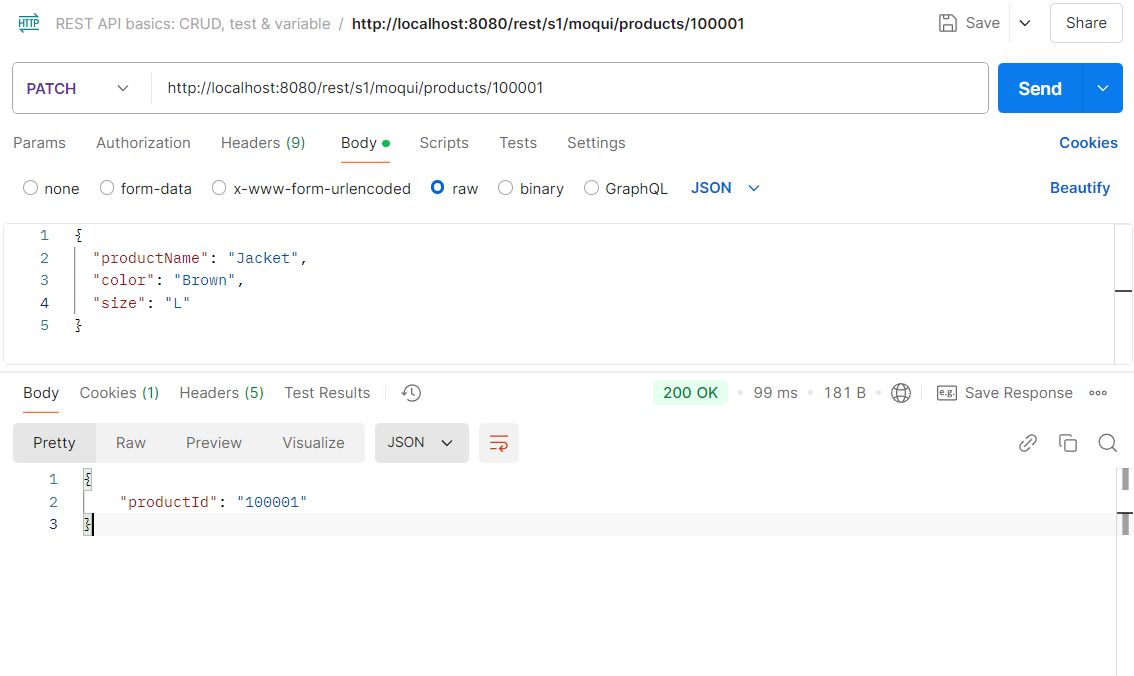 HTTP REST API basics: CRUD, test & variable / http://localhost:8080/rest/s1/moqui/products/100001 Save Share
PATCH http://localhost:8080/rest/s1/moqui/products/100001 Send
Params Authorization Headers (9) Body Scripts Tests Settings Cookies
none form-data x-www-form-urlencoded raw binary GraphQL JSON Beautify
1 {
2 "productName": "Jacket",
3 "color": "Brown",
4 "size": "L"
5 }
Body Cookies (1) Headers (5) Test Results 200 OK 99 ms 181 B e.g. Save Response
Pretty Raw Preview Visualize JSON
1 {
2 "productId": "100001"
3 }